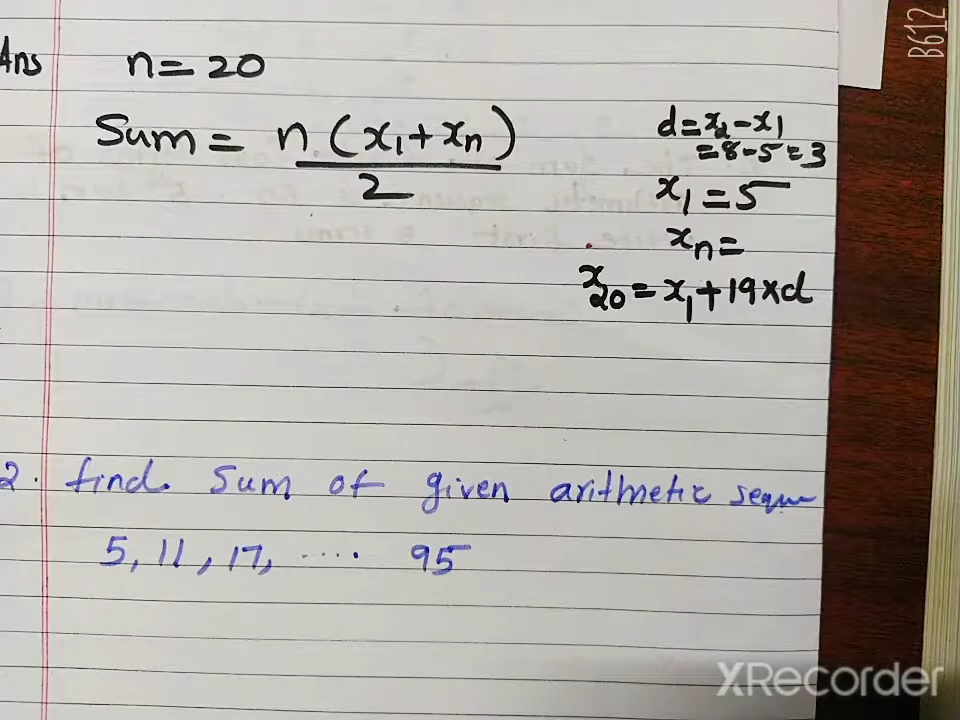 Ans n = 20
Sum = n (x₁ + xₙ) / 2
d = x₂ - x₁
= 8 - 5 = 3
x₁ = 5
xₙ =
x₂₀ = x₁ + 19 × d
2. find. Sum of given arithmetic seque
5, 11, 17, .... 95
B612
XRecorder